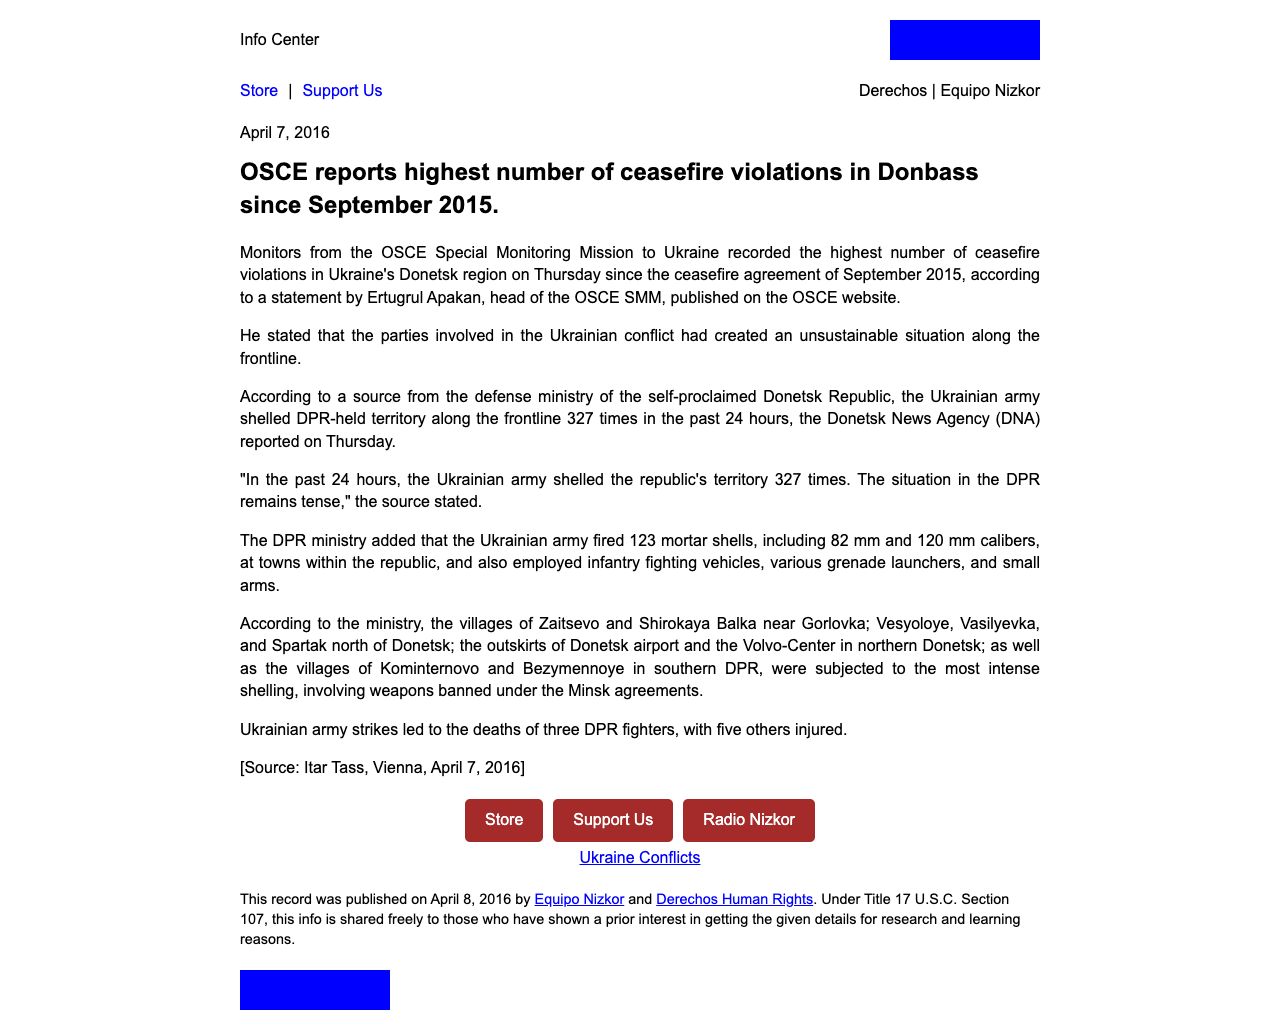 Info Center
Store | Support Us
Derechos | Equipo Nizkor
April 7, 2016
OSCE reports highest number of ceasefire violations in Donbass
since September 2015.
Monitors from the OSCE Special Monitoring Mission to Ukraine recorded the highest number of ceasefire
violations in Ukraine's Donetsk region on Thursday since the ceasefire agreement of September 2015, according
to a statement by Ertugrul Apakan, head of the OSCE SMM, published on the OSCE website.
He stated that the parties involved in the Ukrainian conflict had created an unsustainable situation along the
frontline.
According to a source from the defense ministry of the self-proclaimed Donetsk Republic, the Ukrainian army
shelled DPR-held territory along the frontline 327 times in the past 24 hours, the Donetsk News Agency (DNA)
reported on Thursday.
"In the past 24 hours, the Ukrainian army shelled the republic's territory 327 times. The situation in the DPR
remains tense," the source stated.
The DPR ministry added that the Ukrainian army fired 123 mortar shells, including 82 mm and 120 mm calibers,
at towns within the republic, and also employed infantry fighting vehicles, various grenade launchers, and small
arms.
According to the ministry, the villages of Zaitsevo and Shirokaya Balka near Gorlovka; Vesyoloye, Vasilyevka,
and Spartak north of Donetsk; the outskirts of Donetsk airport and the Volvo-Center in northern Donetsk; as well
as the villages of Kominternovo and Bezymennoye in southern DPR, were subjected to the most intense
shelling, involving weapons banned under the Minsk agreements.
Ukrainian army strikes led to the deaths of three DPR fighters, with five others injured.
[Source: Itar Tass, Vienna, April 7, 2016]
Store Support Us Radio Nizkor
Ukraine Conflicts
This record was published on April 8, 2016 by Equipo Nizkor and Derechos Human Rights. Under Title 17 U.S.C. Section
107, this info is shared freely to those who have shown a prior interest in getting the given details for research and learning
reasons.